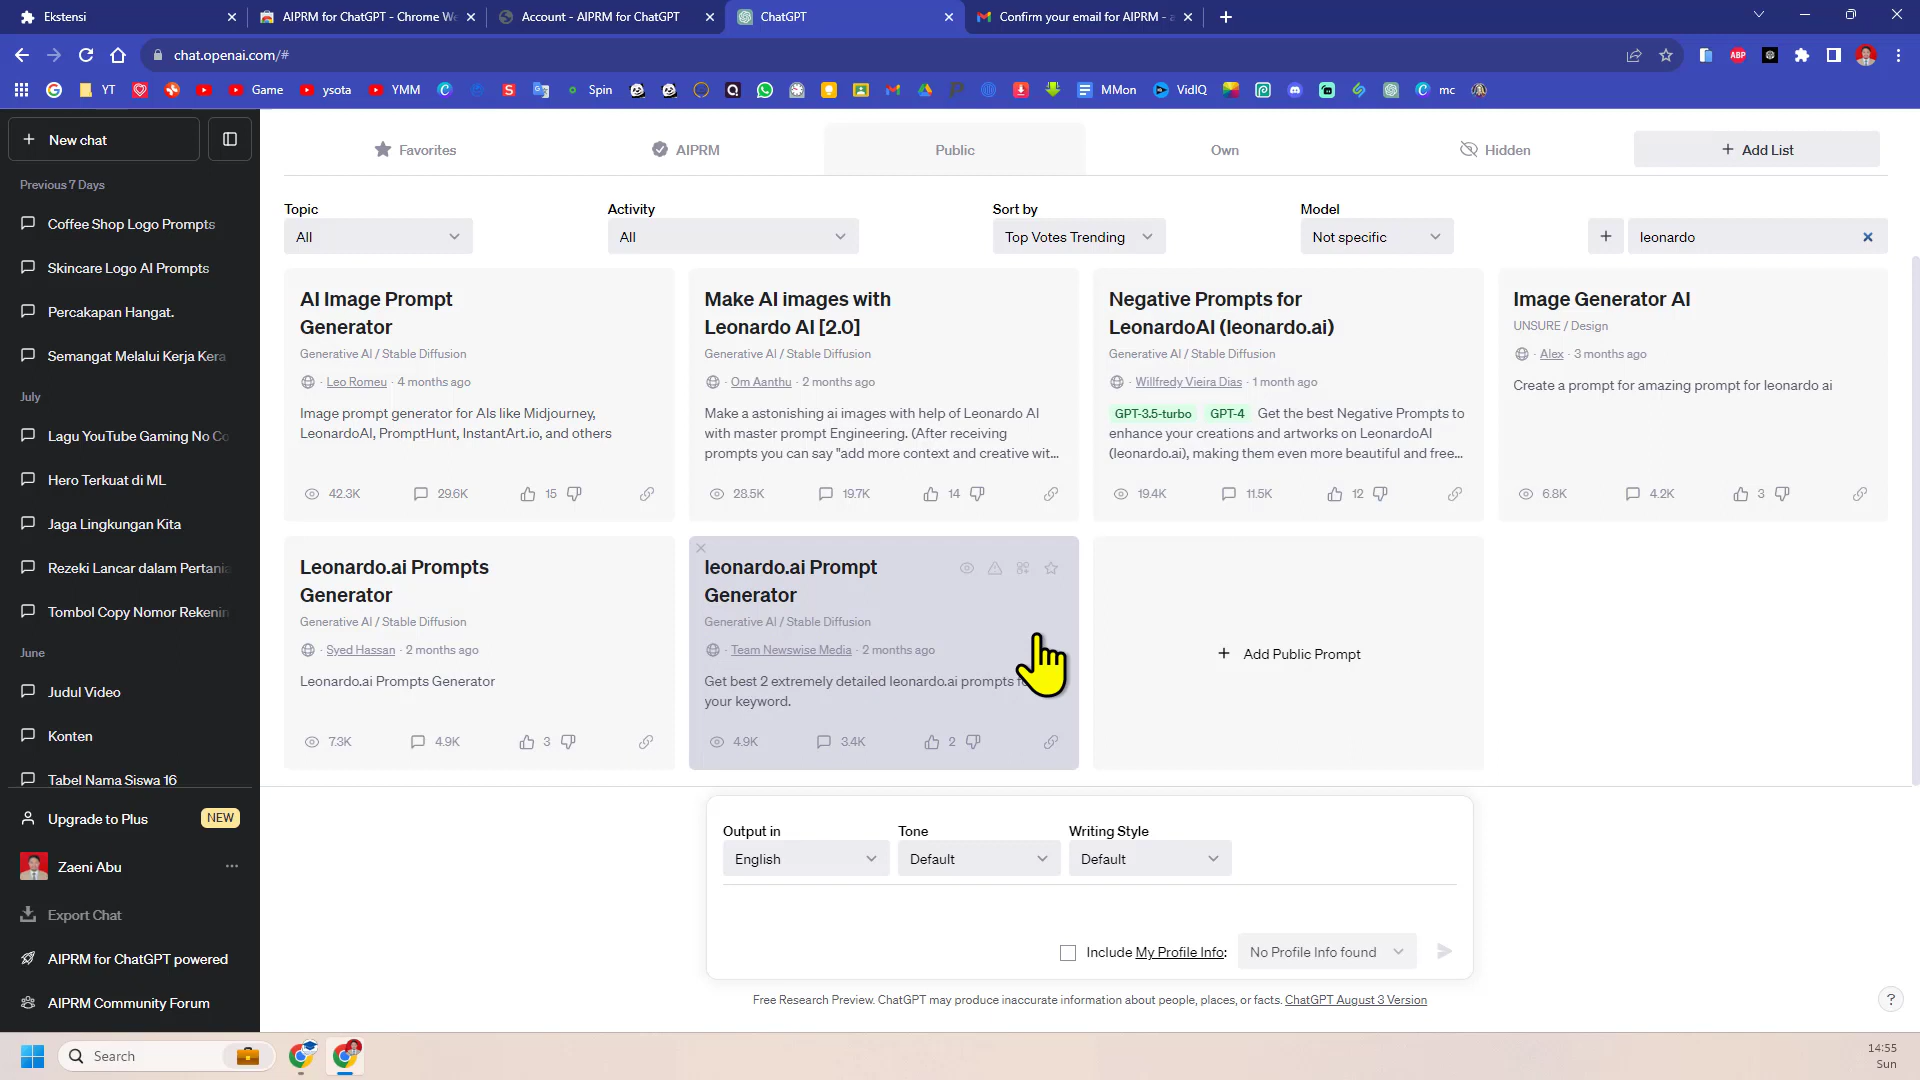 Ekstensi
AIPRM for ChatGPT - Chrome We
Account - AIPRM for ChatGPT
ChatGPT
Confirm your email for AIPRM - a
chat.openai.com/#
YT
Game
ysota
YMM
Spin
MMon
VidIQ
mc
ABP
New chat
Previous 7 Days
Coffee Shop Logo Prompts
Skincare Logo AI Prompts
Percakapan Hangat.
Semangat Melalui Kerja Kera
July
Lagu YouTube Gaming No Co
Hero Terkuat di ML
Jaga Lingkungan Kita
Rezeki Lancar dalam Pertania
Tombol Copy Nomor Rekenin
June
Judul Video
Konten
Tabel Nama Siswa 16
Upgrade to Plus
NEW
Zaeni Abu
Export Chat
AIPRM for ChatGPT powered
AIPRM Community Forum
Favorites
AIPRM
Public
Own
Hidden
Add List
Topic
All
Activity
All
Sort by
Top Votes Trending
Model
Not specific
leonardo
AI Image Prompt
Generator
Generative AI / Stable Diffusion
· Leo Romeu · 4 months ago
Image prompt generator for AIs like Midjourney,
LeonardoAI, PromptHunt, InstantArt.io, and others
42.3K
29.6K
15
Make AI images with
Leonardo AI [2.0]
Generative AI / Stable Diffusion
· Om Aanthu · 2 months ago
Make a astonishing ai images with help of Leonardo AI
with master prompt Engineering. (After receiving
prompts you can say "add more context and creative wit...
28.5K
19.7K
14
Negative Prompts for
LeonardoAI (leonardo.ai)
Generative AI / Stable Diffusion
· Willfredy Vieira Dias · 1 month ago
GPT-3.5-turbo GPT-4 Get the best Negative Prompts to
enhance your creations and artworks on LeonardoAI
(leonardo.ai), making them even more beautiful and free...
19.4K
11.5K
12
Image Generator AI
UNSURE / Design
· Alex · 3 months ago
Create a prompt for amazing prompt for leonardo ai
6.8K
4.2K
3
Leonardo.ai Prompts
Generator
Generative AI / Stable Diffusion
· Syed Hassan · 2 months ago
Leonardo.ai Prompts Generator
7.3K
4.9K
3
leonardo.ai Prompt
Generator
Generative AI / Stable Diffusion
· Team Newswise Media · 2 months ago
Get best 2 extremely detailed leonardo.ai prompts
your keyword.
4.9K
3.4K
2
Add Public Prompt
Output in
English
Tone
Default
Writing Style
Default
Include My Profile Info:
No Profile Info found
Free Research Preview. ChatGPT may produce inaccurate information about people, places, or facts. ChatGPT August 3 Version
?
Search
14:55
Sun